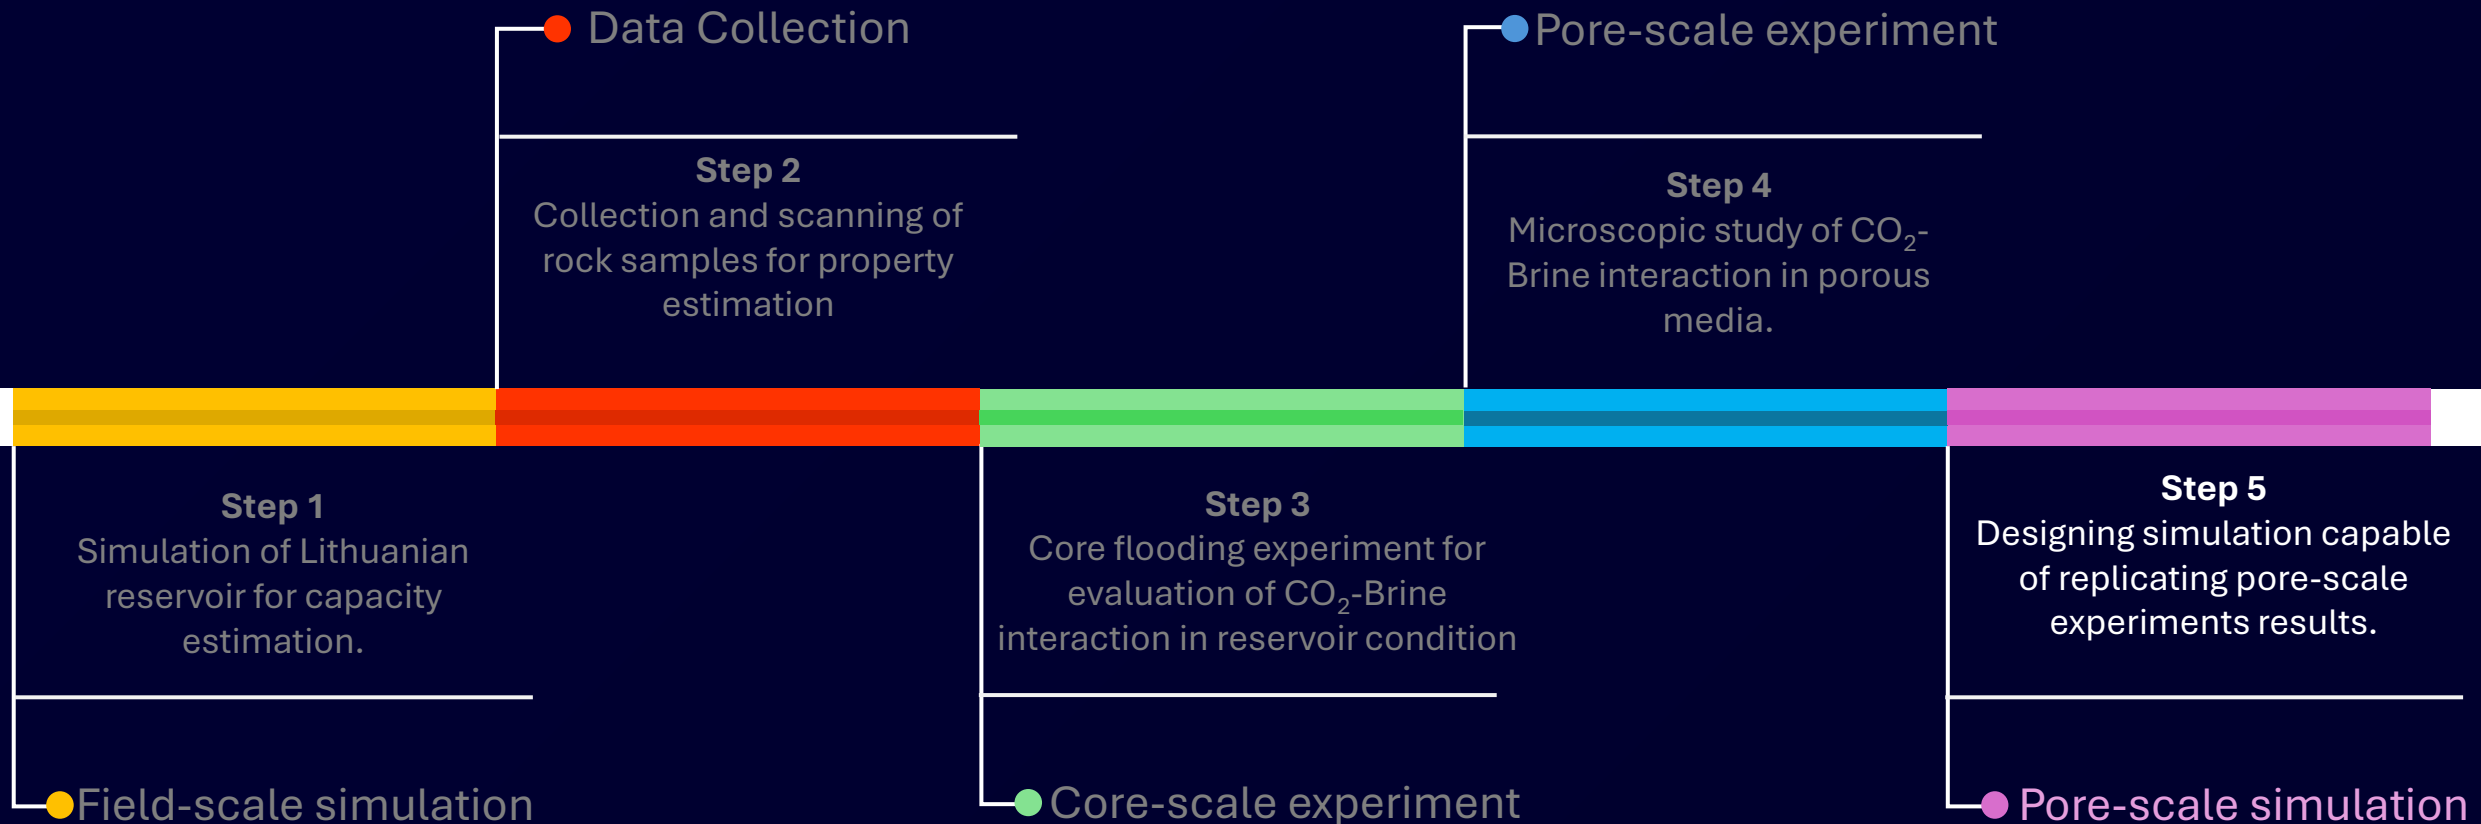 Data Collection
Step 2
Collection and scanning of
rock samples for property
estimation
Pore-scale experiment
Step 4
Microscopic study of CO₂-
Brine interaction in porous
media.
Step 1
Simulation of Lithuanian
reservoir for capacity
estimation.
Field-scale simulation
Step 3
Core flooding experiment for
evaluation of CO₂-Brine
interaction in reservoir condition
Core-scale experiment
Step 5
Designing simulation capable
of replicating pore-scale
experiments results.
Pore-scale simulation